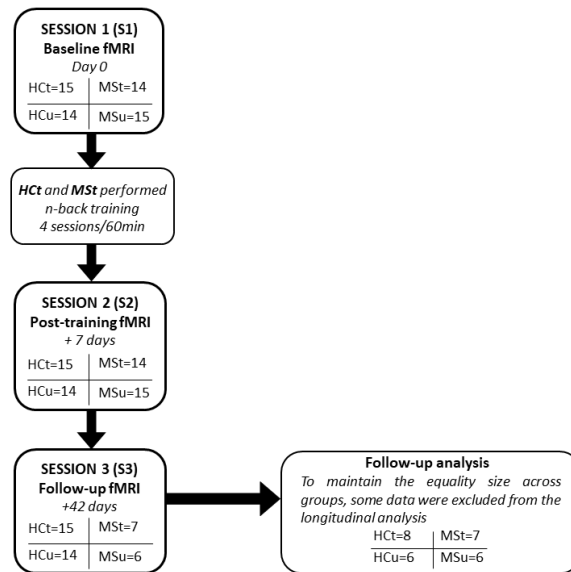 SESSION 1 (S1)
Baseline fMRI
Day 0
HCt=15 MSt=14
HCu=14 MSu=15
HCt and MSt performed
n-back training
4 sessions/60min
SESSION 2 (S2)
Post-training fMRI
+ 7 days
HCt=15 MSt=14
HCu=14 MSu=15
SESSION 3 (S3)
Follow-up fMRI
+42 days
HCt=15 MSt=7
HCu=14 MSu=6
Follow-up analysis
To maintain the equality size across
groups, some data were excluded from the
longitudinal analysis
HCt=8 MSt=7
HCu=6 MSu=6